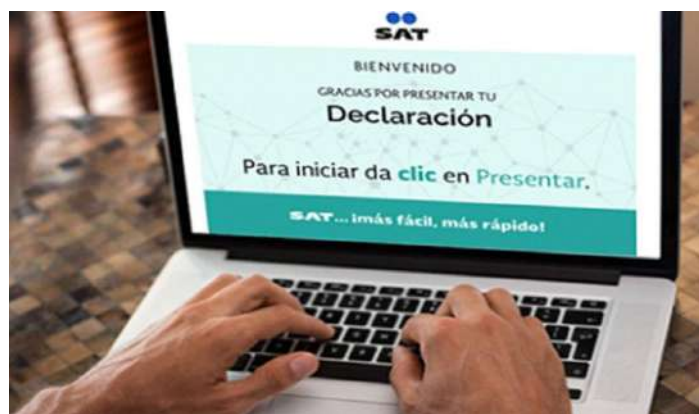 SAT
BIENVENIDO
GRACIAS POR PRESENTAR TU
Declaración
Para iniciar da clic en Presentar.
SAT... ¡más fácil, más rápido!